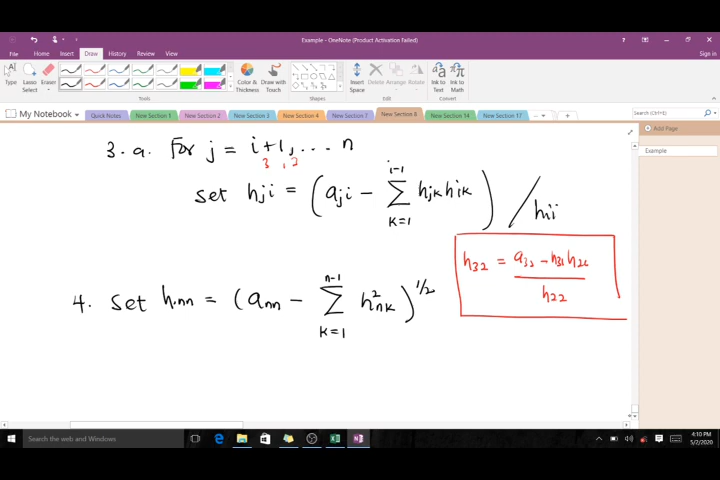 Example - OneNote (Product Activation Failed)
File Home Insert Draw History Review View
Sign in
Type Lasso Select Eraser Color & Thickness Draw with Touch Insert Space Delete Arrange Rotate Ink to Text Ink to Math
Tools Shapes Edit Convert
My Notebook Quick Notes New Section 1 New Section 2 New Section 3 New Section 4 New Section 7 New Section 8 New Section 14 New Section 17 Search (Ctrl+E)
Add Page
Example
3. a. For j = i+1, ... n
3 , 2
set hji = (aji − ∑_{k=1}^{i-1} hjk hik) / hii
h32 = (a32 − h31 h21) / h22
4. Set h.nn = (ann − ∑_{k=1}^{n-1} h²nk)^1/2
Search the web and Windows
4:10 PM
5/2/2020